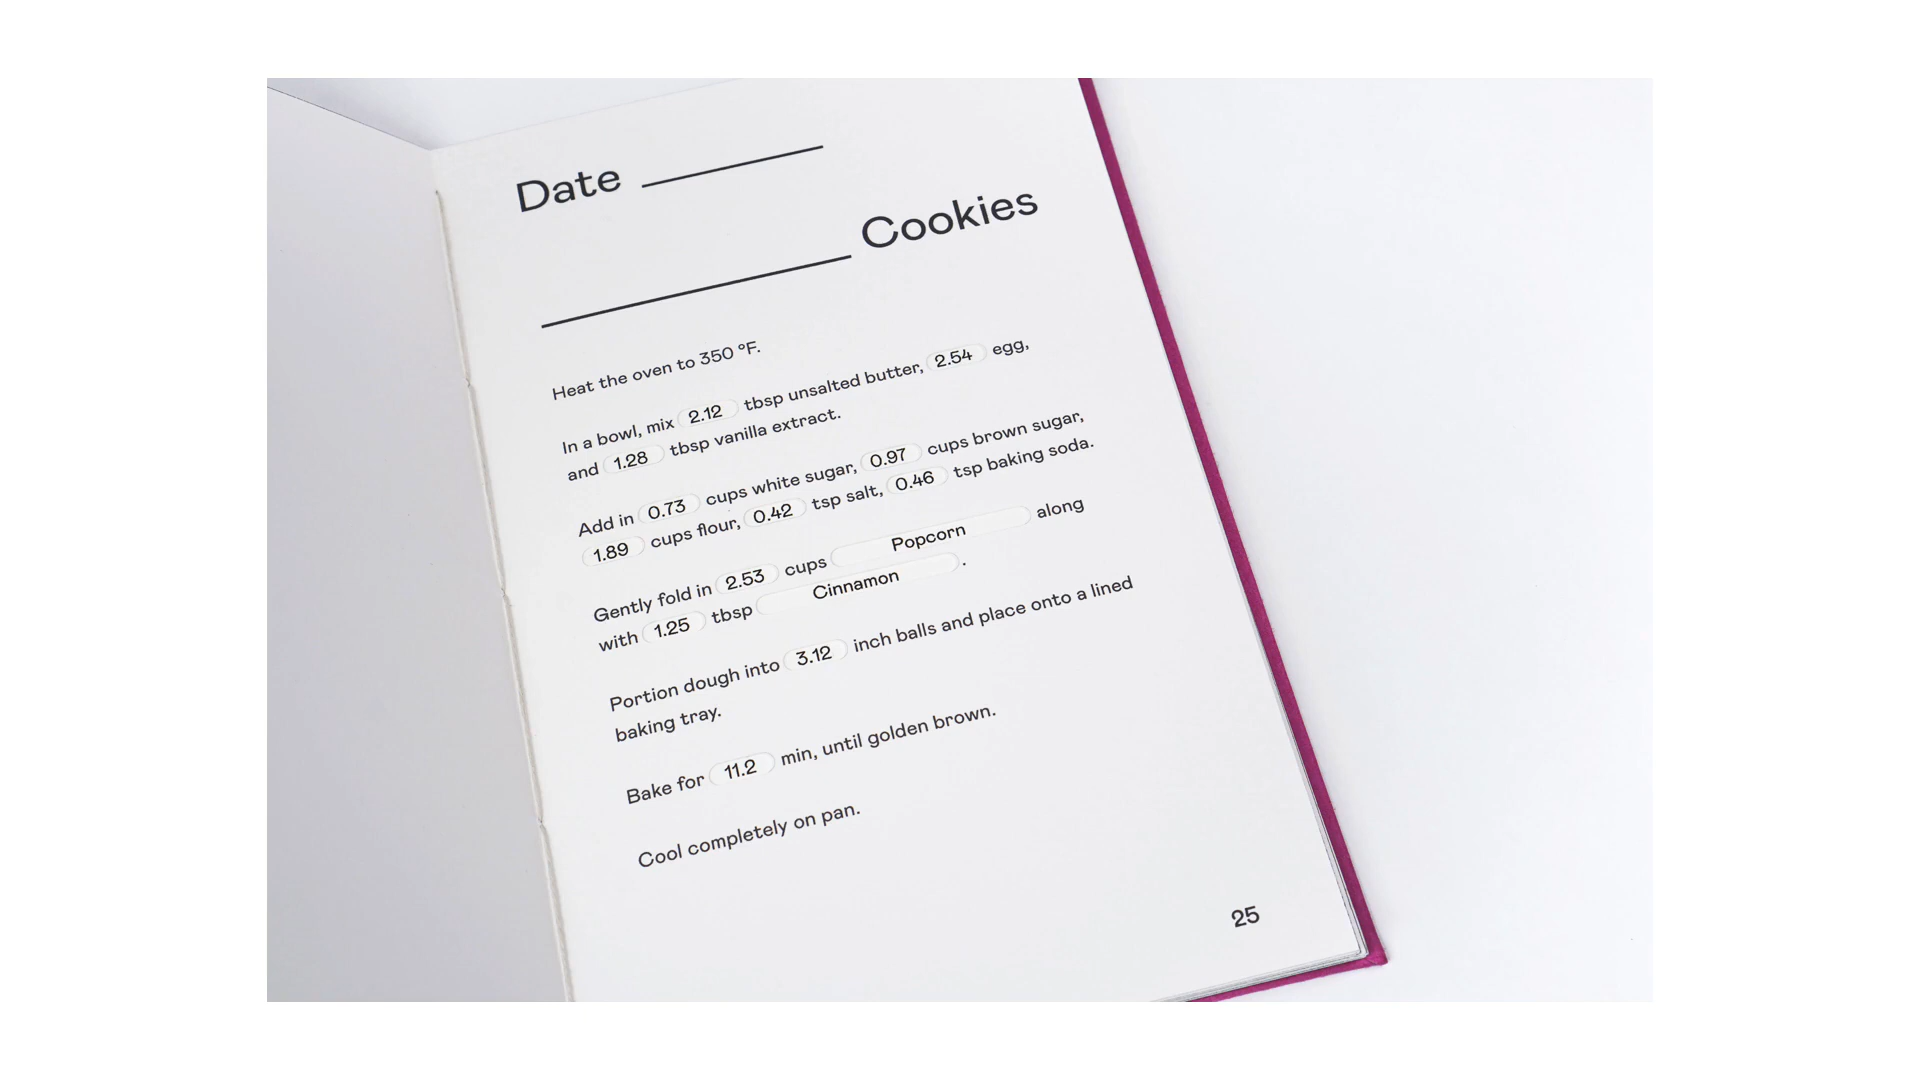 Date
Cookies
Heat the oven to 350 °F.
In a bowl, mix 2.12 tbsp unsalted butter, 2.54 egg,
and 1.28 tbsp vanilla extract.
Add in 0.73 cups white sugar, 0.97 cups brown sugar,
1.89 cups flour, 0.42 tsp salt, 0.46 tsp baking soda.
Gently fold in 2.53 cups Popcorn along
with 1.25 tbsp Cinnamon .
Portion dough into 3.12 inch balls and place onto a lined
baking tray.
Bake for 11.2 min, until golden brown.
Cool completely on pan.
25